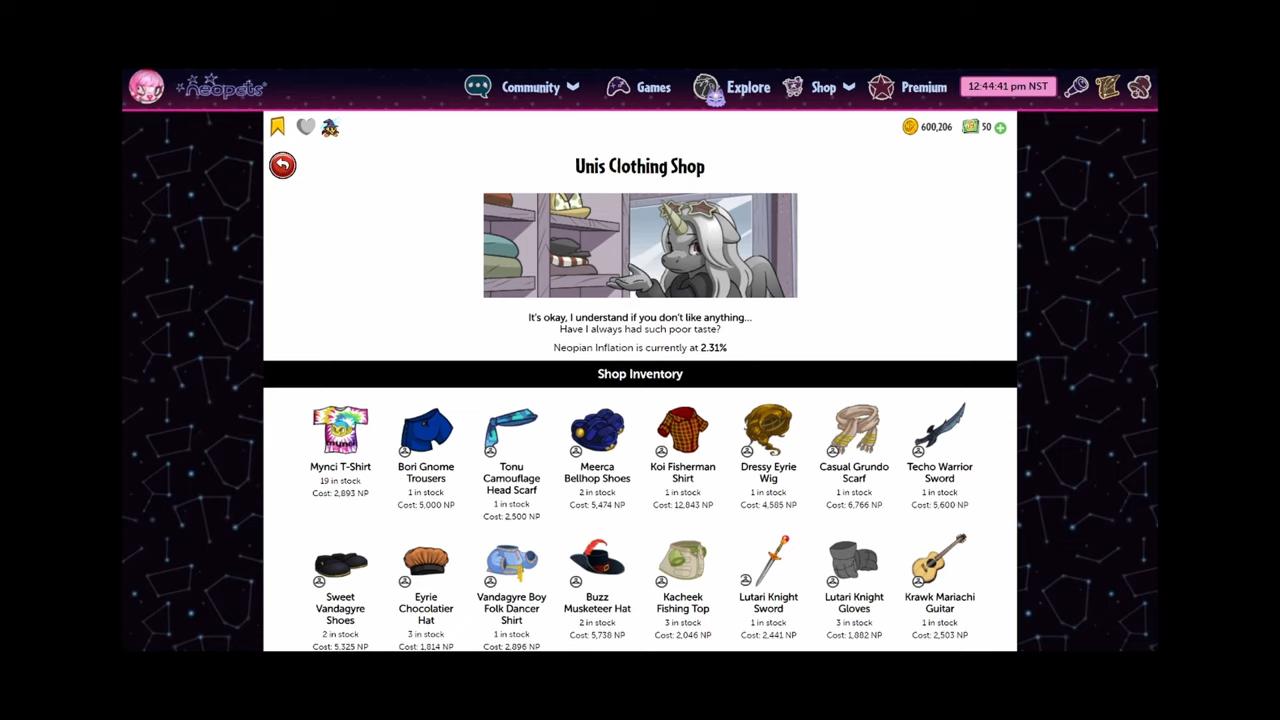 neopets
Community
Games
Explore
Shop
Premium
12:44:41 pm NST
600,206
50
Unis Clothing Shop
It's okay, I understand if you don't like anything...
Have I always had such poor taste?
Neopian Inflation is currently at 2.31%
Shop Inventory
Mynci T-Shirt
19 in stock
Cost: 2,893 NP
Bori Gnome
Trousers
1 in stock
Cost: 5,000 NP
Tonu
Camouflage
Head Scarf
1 in stock
Cost: 2,500 NP
Meerca
Bellhop Shoes
2 in stock
Cost: 5,474 NP
Koi Fisherman
Shirt
1 in stock
Cost: 12,843 NP
Dressy Eyrie
Wig
1 in stock
Cost: 4,585 NP
Casual Grundo
Scarf
1 in stock
Cost: 6,766 NP
Techo Warrior
Sword
1 in stock
Cost: 5,600 NP
Sweet
Vandagyre
Shoes
2 in stock
Cost: 5,325 NP
Eyrie
Chocolatier
Hat
3 in stock
Cost: 1,814 NP
Vandagyre Boy
Folk Dancer
Shirt
1 in stock
Cost: 2,896 NP
Buzz
Musketeer Hat
2 in stock
Cost: 5,738 NP
Kacheek
Fishing Top
3 in stock
Cost: 2,046 NP
Lutari Knight
Sword
1 in stock
Cost: 2,441 NP
Lutari Knight
Gloves
3 in stock
Cost: 1,882 NP
Krawk Mariachi
Guitar
1 in stock
Cost: 2,503 NP